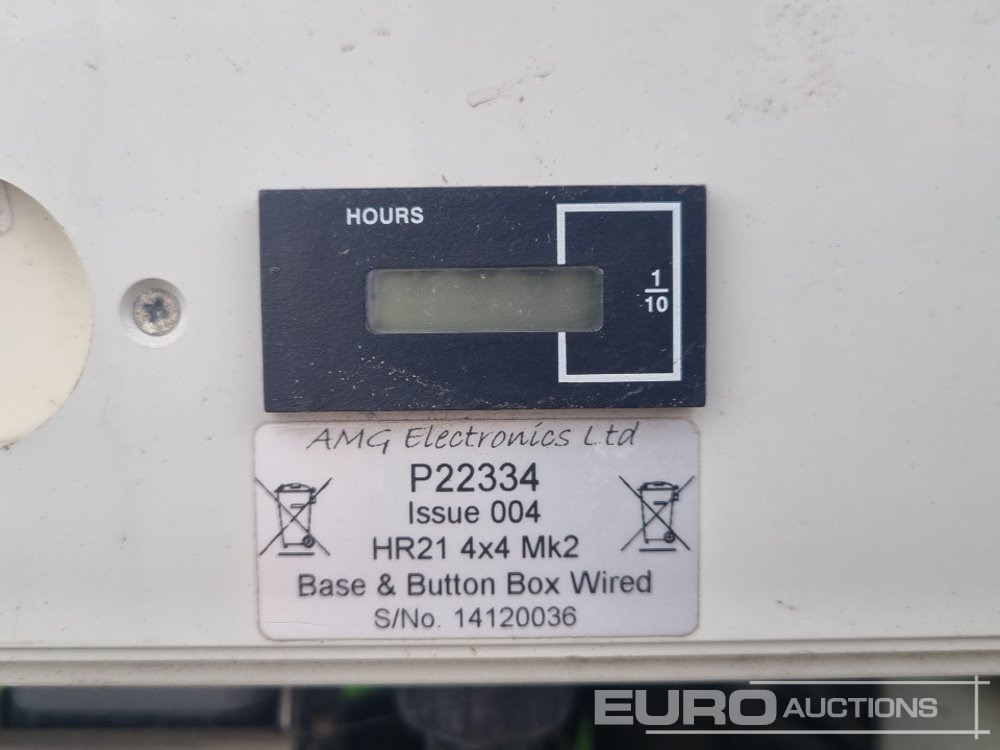 HOURS
1
10
AMG Electronics Ltd
P22334
Issue 004
HR21 4x4 Mk2
Base & Button Box Wired
S/No. 14120036
EURO AUCTIONS